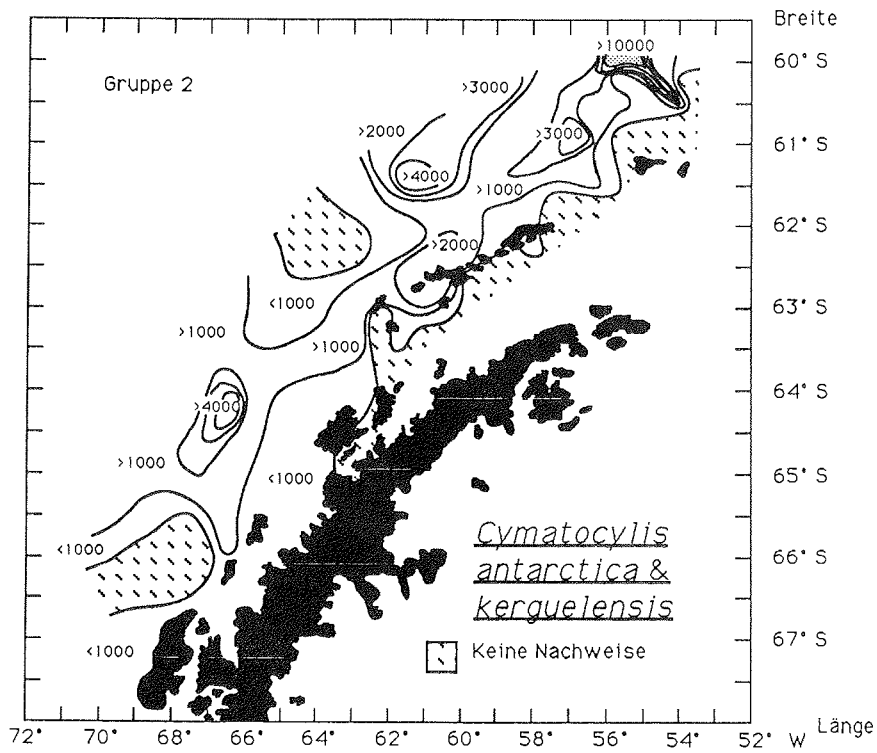 Breite
>10000
60° S
Gruppe 2
>3000
>2000
>3000
61° S
>4000
>1000
62° S
>2000
<1000
63° S
>1000
>1000
64° S
>4000
>1000
<1000
65° S
Cymatocylis
antarctica &
kerguelensis
<1000
66° S
Keine Nachweise
<1000
67° S
72° 70° 68° 66° 64° 62° 60° 58° 56° 54° 52° W Länge